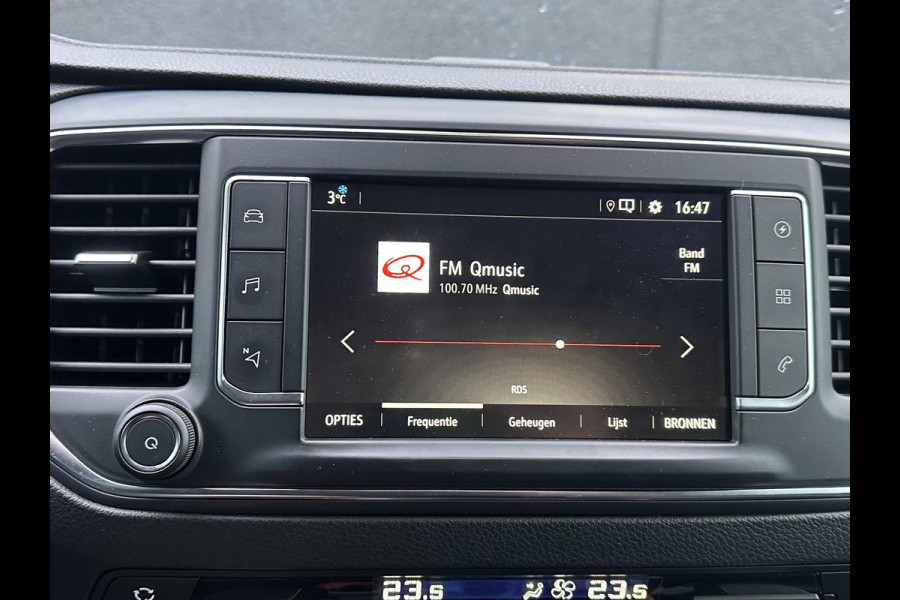 3°C
16:47
FM Qmusic
100.70 MHz Qmusic
Band
FM
N
RDS
OPTIES
Frequentie
Geheugen
Lijst
BRONNEN
23.5
23.5